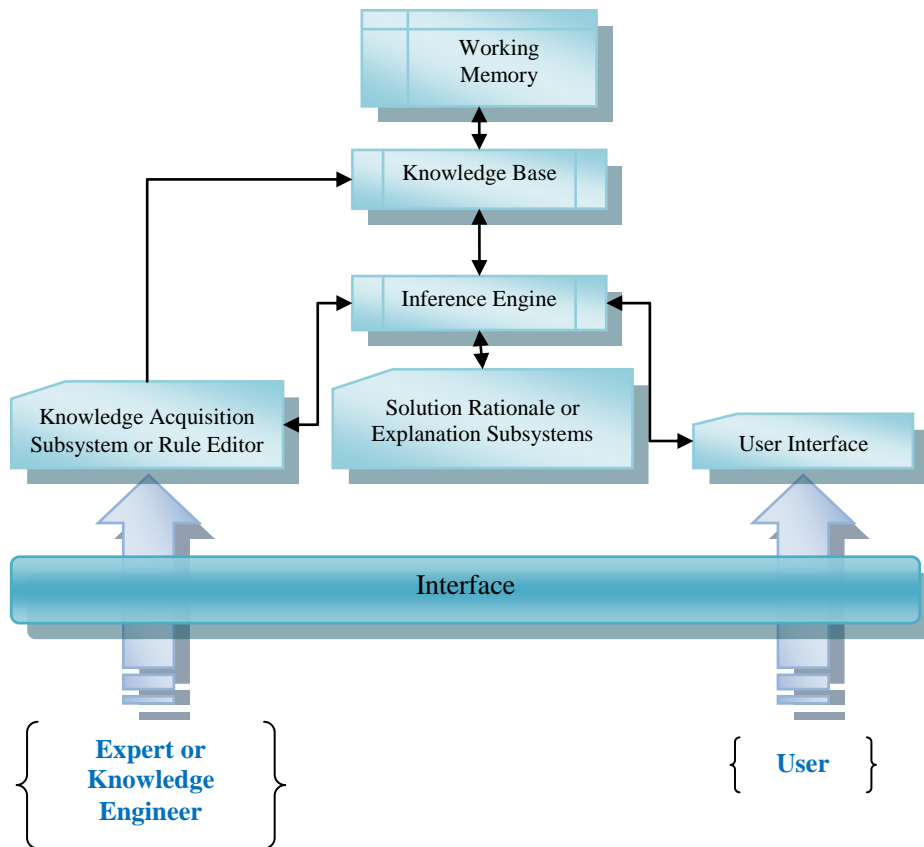 Working
Memory
Knowledge Base
Inference Engine
Knowledge Acquisition
Subsystem or Rule Editor
Solution Rationale or
Explanation Subsystems
User Interface
Interface
Expert or
Knowledge
Engineer
User